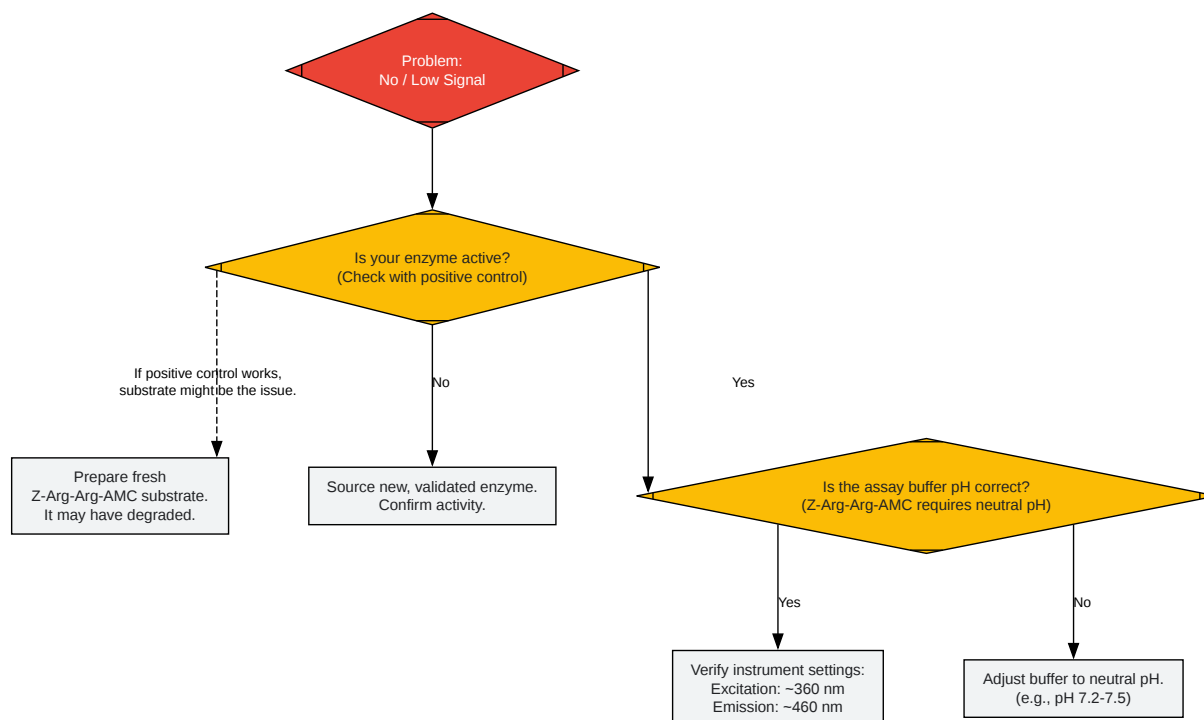 Problem:
No / Low Signal
Is your enzyme active?
(Check with positive control)
If positive control works,
substrate might be the issue.
No
Yes
Prepare fresh
Z-Arg-Arg-AMC substrate.
It may have degraded.
Source new, validated enzyme.
Confirm activity.
Is the assay buffer pH correct?
(Z-Arg-Arg-AMC requires neutral pH)
Yes
No
Verify instrument settings:
Excitation: ~360 nm
Emission: ~460 nm
Adjust buffer to neutral pH.
(e.g., pH 7.2-7.5)